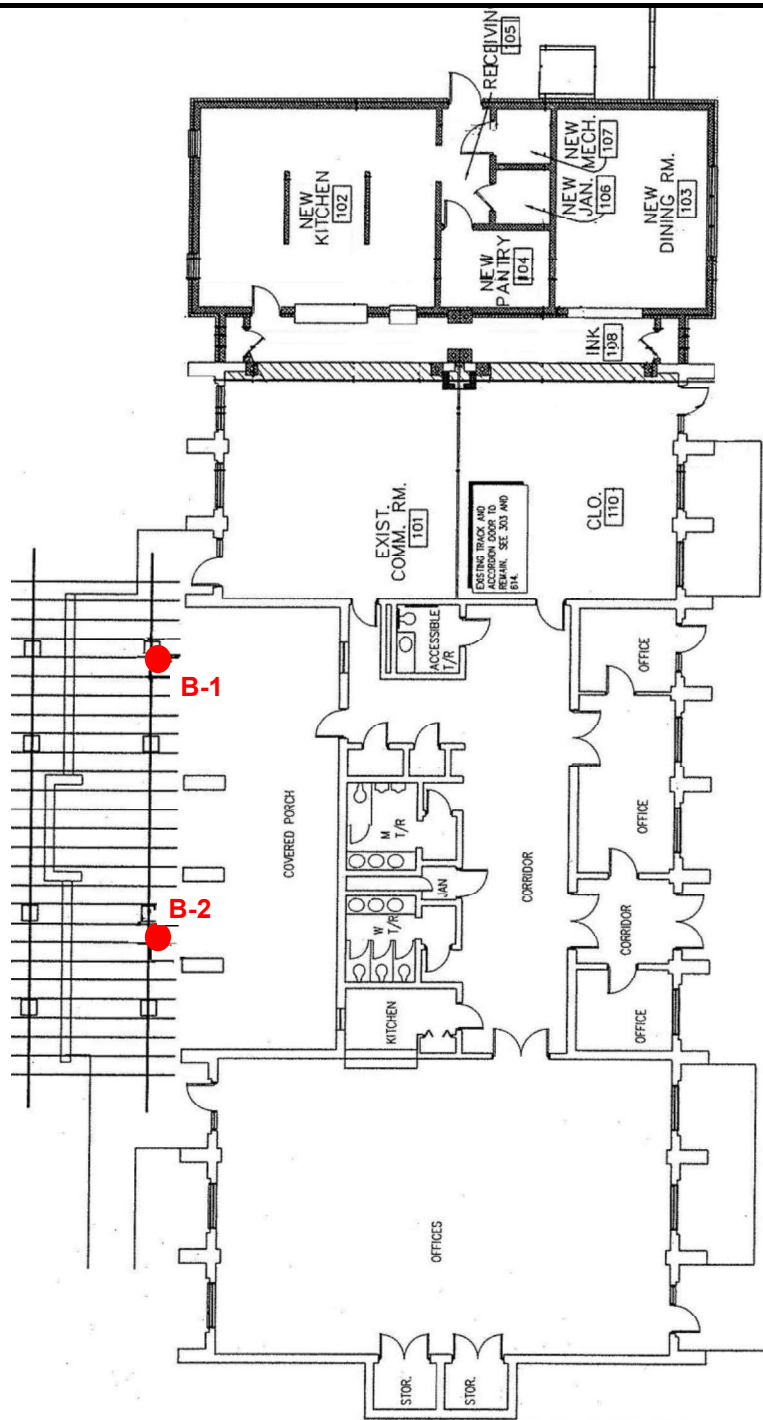 RECEIVIN
105
NEW
KITCHEN
102
NEW
MECH.
107
NEW
JAN.
106
NEW
PANTRY
104
NEW
DINING RM.
103
INK
108
EXIST.
COMM. RM.
101
EXISTING TRACK AND
ACCORDION DOOR TO
REMAIN, SEE 303 AND
614.
CLO.
110
ACCESSIBLE
T/R
OFFICE
B-1
COVERED PORCH
M
T/R
JAN
CORRIDOR
OFFICE
B-2
W
T/R
CORRIDOR
KITCHEN
OFFICE
OFFICES
STOR.
STOR.